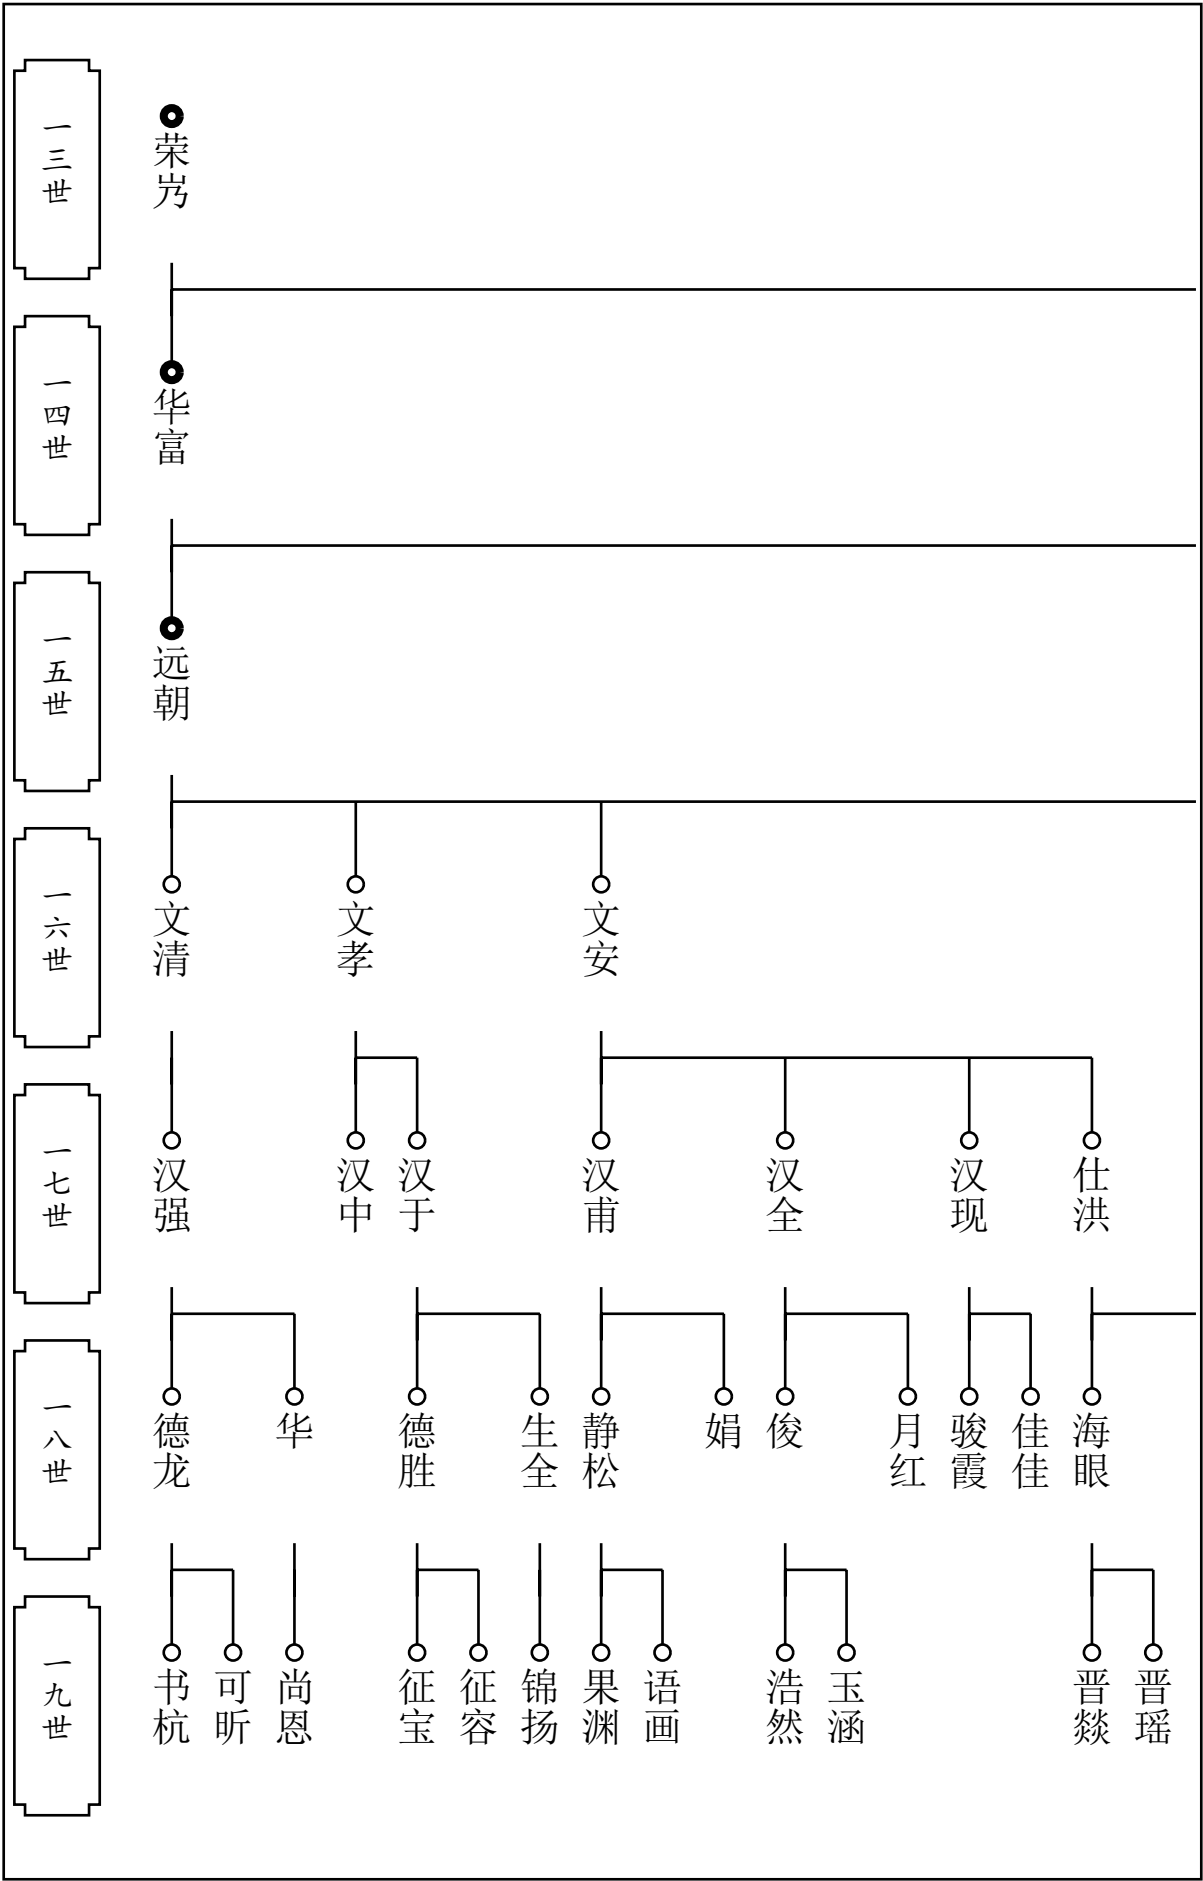 一三世
荣岃
一四世
华富
一五世
远朝
一六世
文清
文孝
文安
一七世
汉强
汉中
汉于
汉甫
汉全
汉现
仕洪
一八世
德龙
华
德胜
生全
静松
娟
俊
月红
骏霞
佳佳
海眼
一九世
书杭
可昕
尚恩
征宝
征容
锦扬
果渊
语画
浩然
玉涵
晋燚
晋瑶